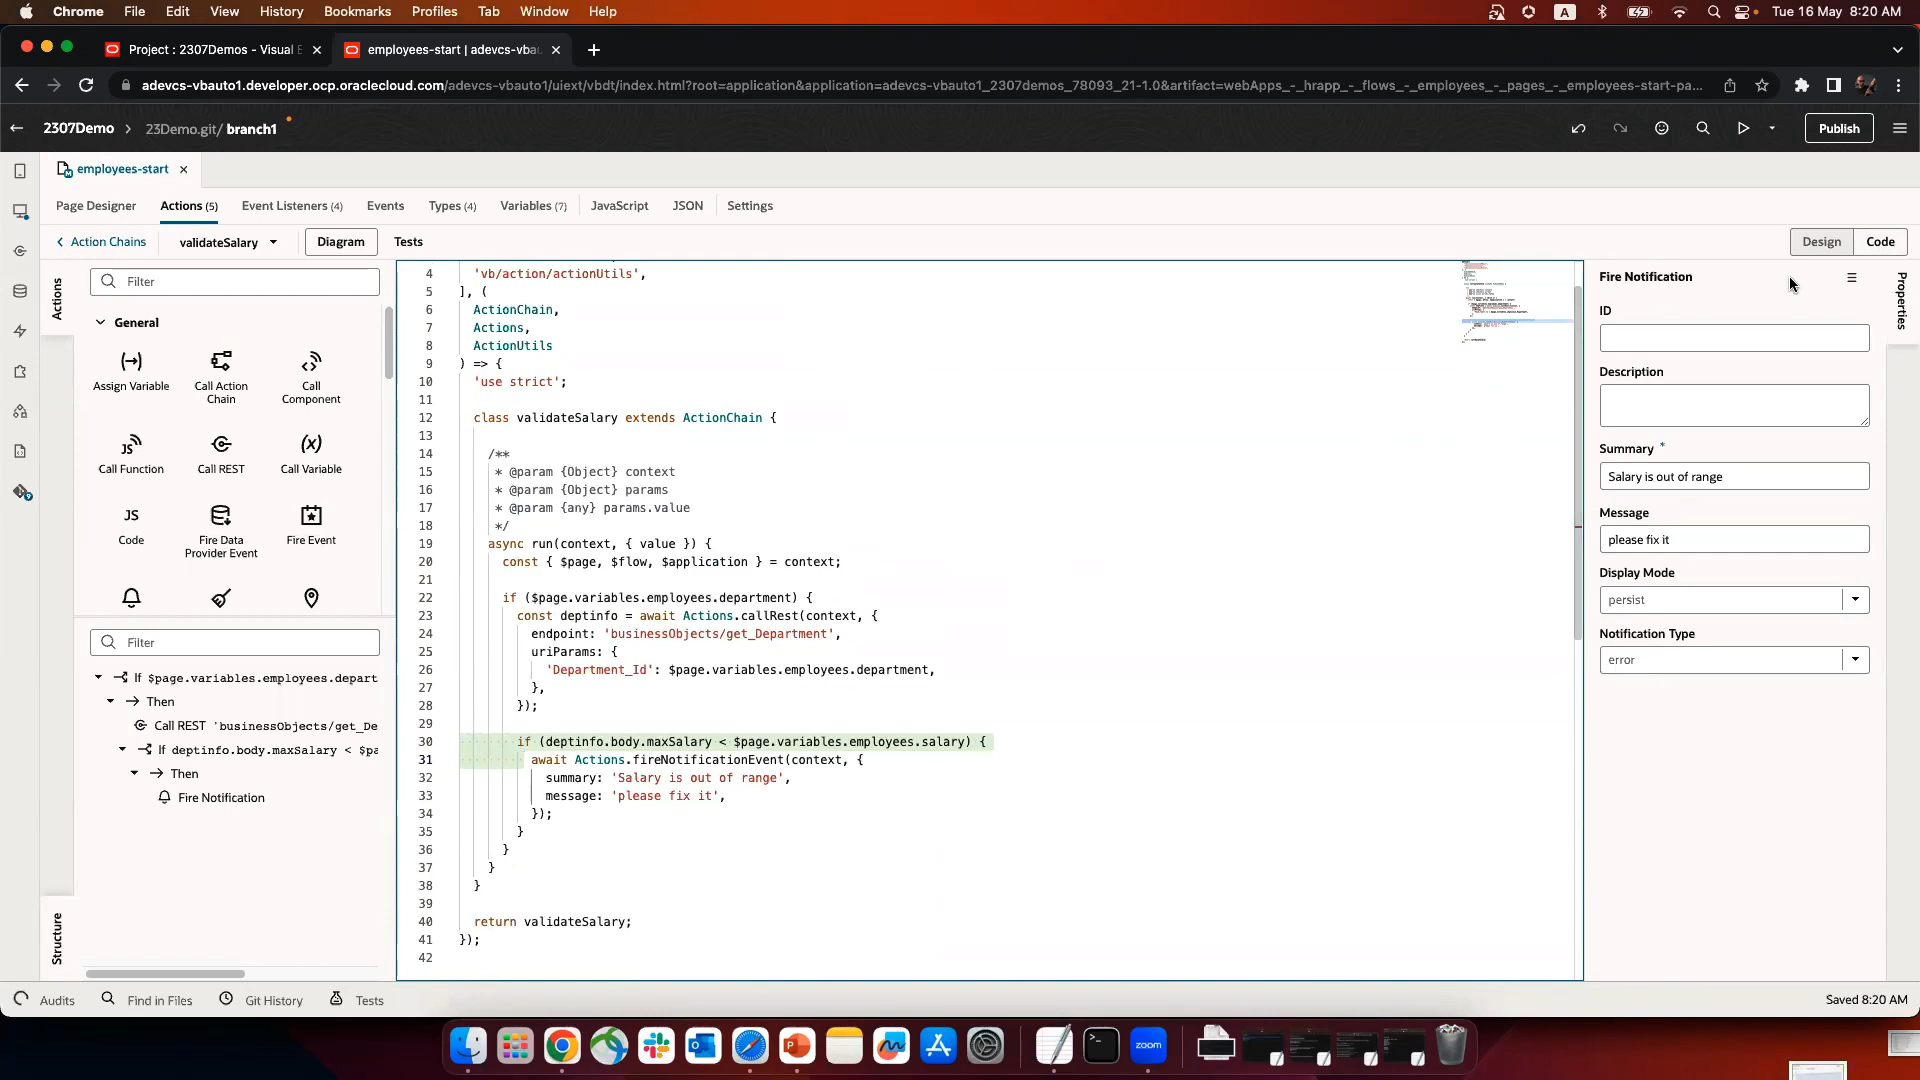 Chrome File Edit View History Bookmarks Profiles Tab Window Help
A
Tue 16 May 8:20 AM
Project : 2307Demos - Visual E
employees-start | adevcs-vbau
adevcs-vbauto1.developer.ocp.oraclecloud.com/adevcs-vbauto1/uiext/vbdt/index.html?root=application&application=adevcs-vbauto1_2307demos_78093_21-1.0&artifact=webApps_-_hrapp_-_flows_-_employees_-_pages_-_employees-start-pa...
2307Demo > 23Demo.git/ branch1
Publish
employees-start
Page Designer Actions (5) Event Listeners (4) Events Types (4) Variables (7) JavaScript JSON Settings
Action Chains validateSalary Diagram Tests
Design Code
Actions
Filter
General
Assign Variable
Call Action Chain
Call Component
Call Function
Call REST
Call Variable
JS
Code
Fire Data Provider Event
Fire Event
Filter
If $page.variables.employees.depart
Then
Call REST 'businessObjects/get_De
If deptinfo.body.maxSalary < $pa
Then
Fire Notification
Structure
4 'vb/action/actionUtils',
5 ], (
6 ActionChain,
7 Actions,
8 ActionUtils
9 ) => {
10 'use strict';
11
12 class validateSalary extends ActionChain {
13
14 /**
15 * @param {Object} context
16 * @param {Object} params
17 * @param {any} params.value
18 */
19 async run(context, { value }) {
20 const { $page, $flow, $application } = context;
21
22 if ($page.variables.employees.department) {
23 const deptinfo = await Actions.callRest(context, {
24 endpoint: 'businessObjects/get_Department',
25 uriParams: {
26 'Department_Id': $page.variables.employees.department,
27 },
28 });
29
30 if (deptinfo.body.maxSalary < $page.variables.employees.salary) {
31 await Actions.fireNotificationEvent(context, {
32 summary: 'Salary is out of range',
33 message: 'please fix it',
34 });
35 }
36 }
37 }
38 }
39
40 return validateSalary;
41 });
42
Fire Notification
Properties
ID
Description
Summary *
Salary is out of range
Message
please fix it
Display Mode
persist
Notification Type
error
Audits Find in Files Git History Tests
Saved 8:20 AM
zoom